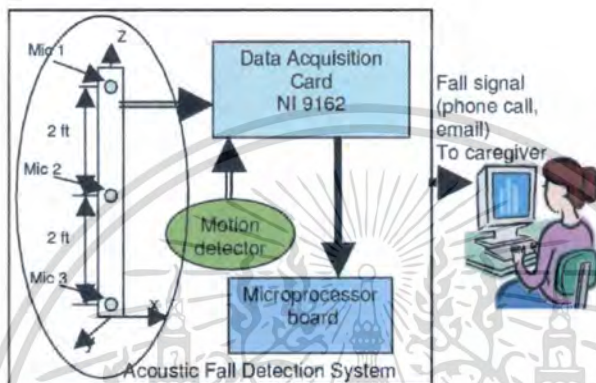 Mic 1
Z
2 ft
Mic 2
2 ft
Mic 3
x
y
Data Acquisition
Card
NI 9162
Motion
detector
Microprocessor
board
Acoustic Fall Detection System
Fall signal
(phone call,
email)
To caregiver